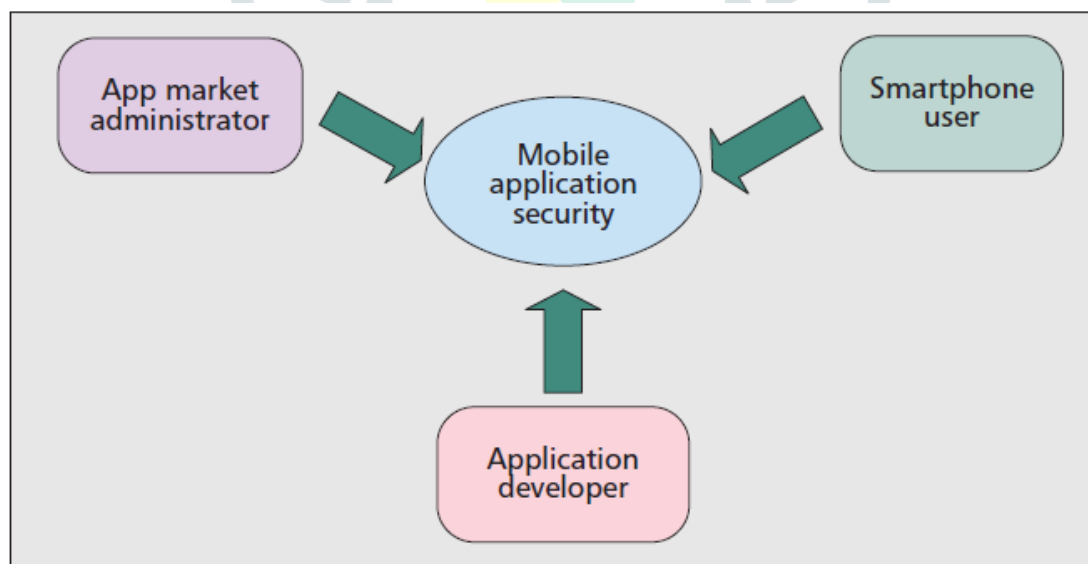 App market
administrator
Smartphone
user
Mobile
application
security
Application
developer